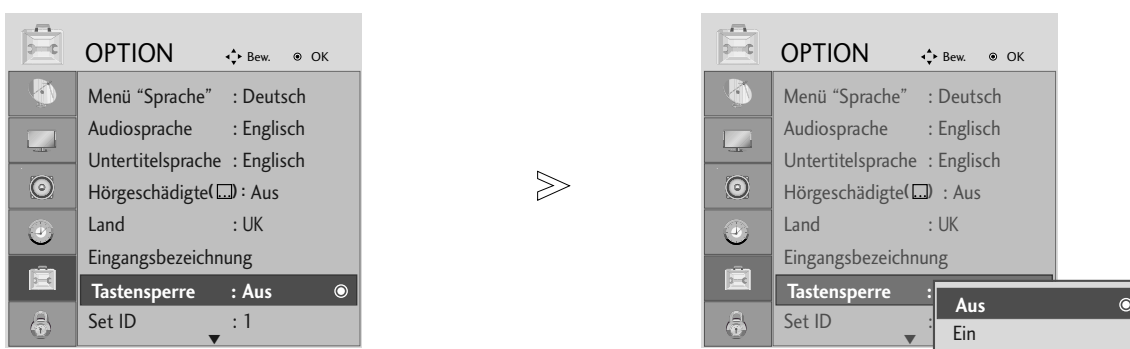 OPTION Bew. OK
Menü “Sprache” : Deutsch
Audiosprache : Englisch
Untertitelsprache : Englisch
Hörgeschädigte( ) : Aus
Land : UK
Eingangsbezeichnung
Tastensperre : Aus
Set ID : 1
OPTION Bew. OK
Menü “Sprache” : Deutsch
Audiosprache : Englisch
Untertitelsprache : Englisch
Hörgeschädigte( ) : Aus
Land : UK
Eingangsbezeichnung
Tastensperre :
Aus
Set ID :
Ein